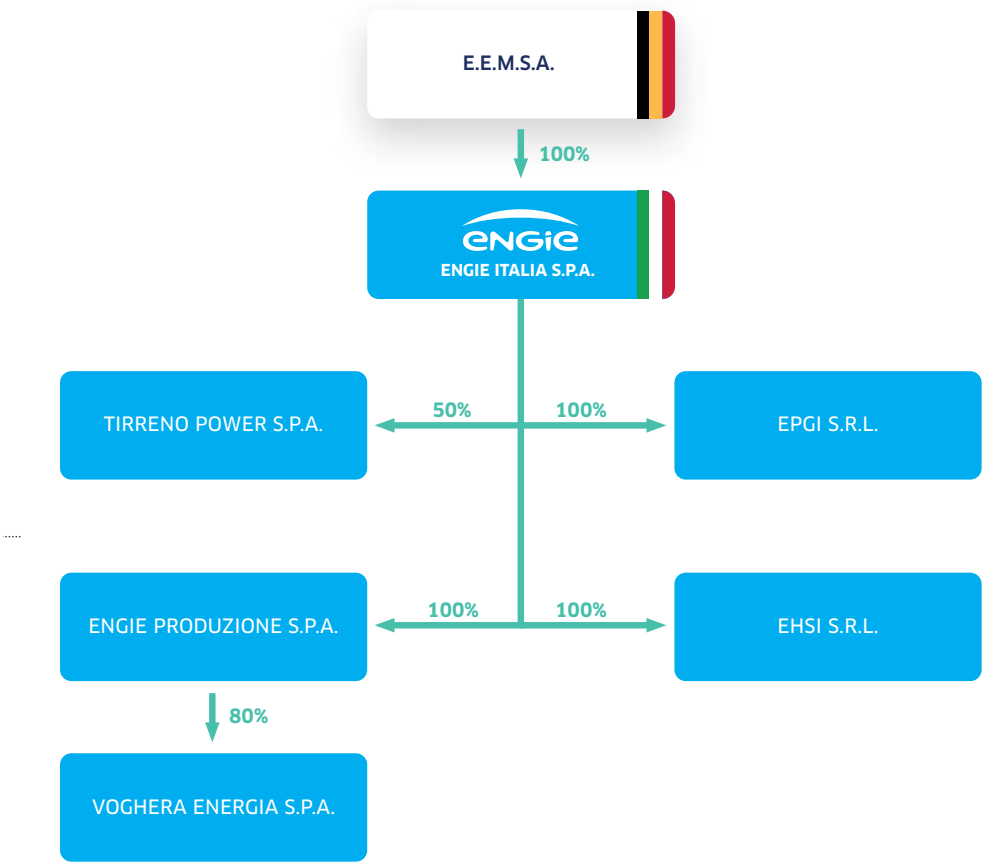 E.E.M.S.A.
100%
ENGIE
ENGIE ITALIA S.P.A.
50%
100%
TIRRENO POWER S.P.A.
EPGI S.R.L.
100%
100%
ENGIE PRODUZIONE S.P.A.
EHSI S.R.L.
80%
VOGHERA ENERGIA S.P.A.